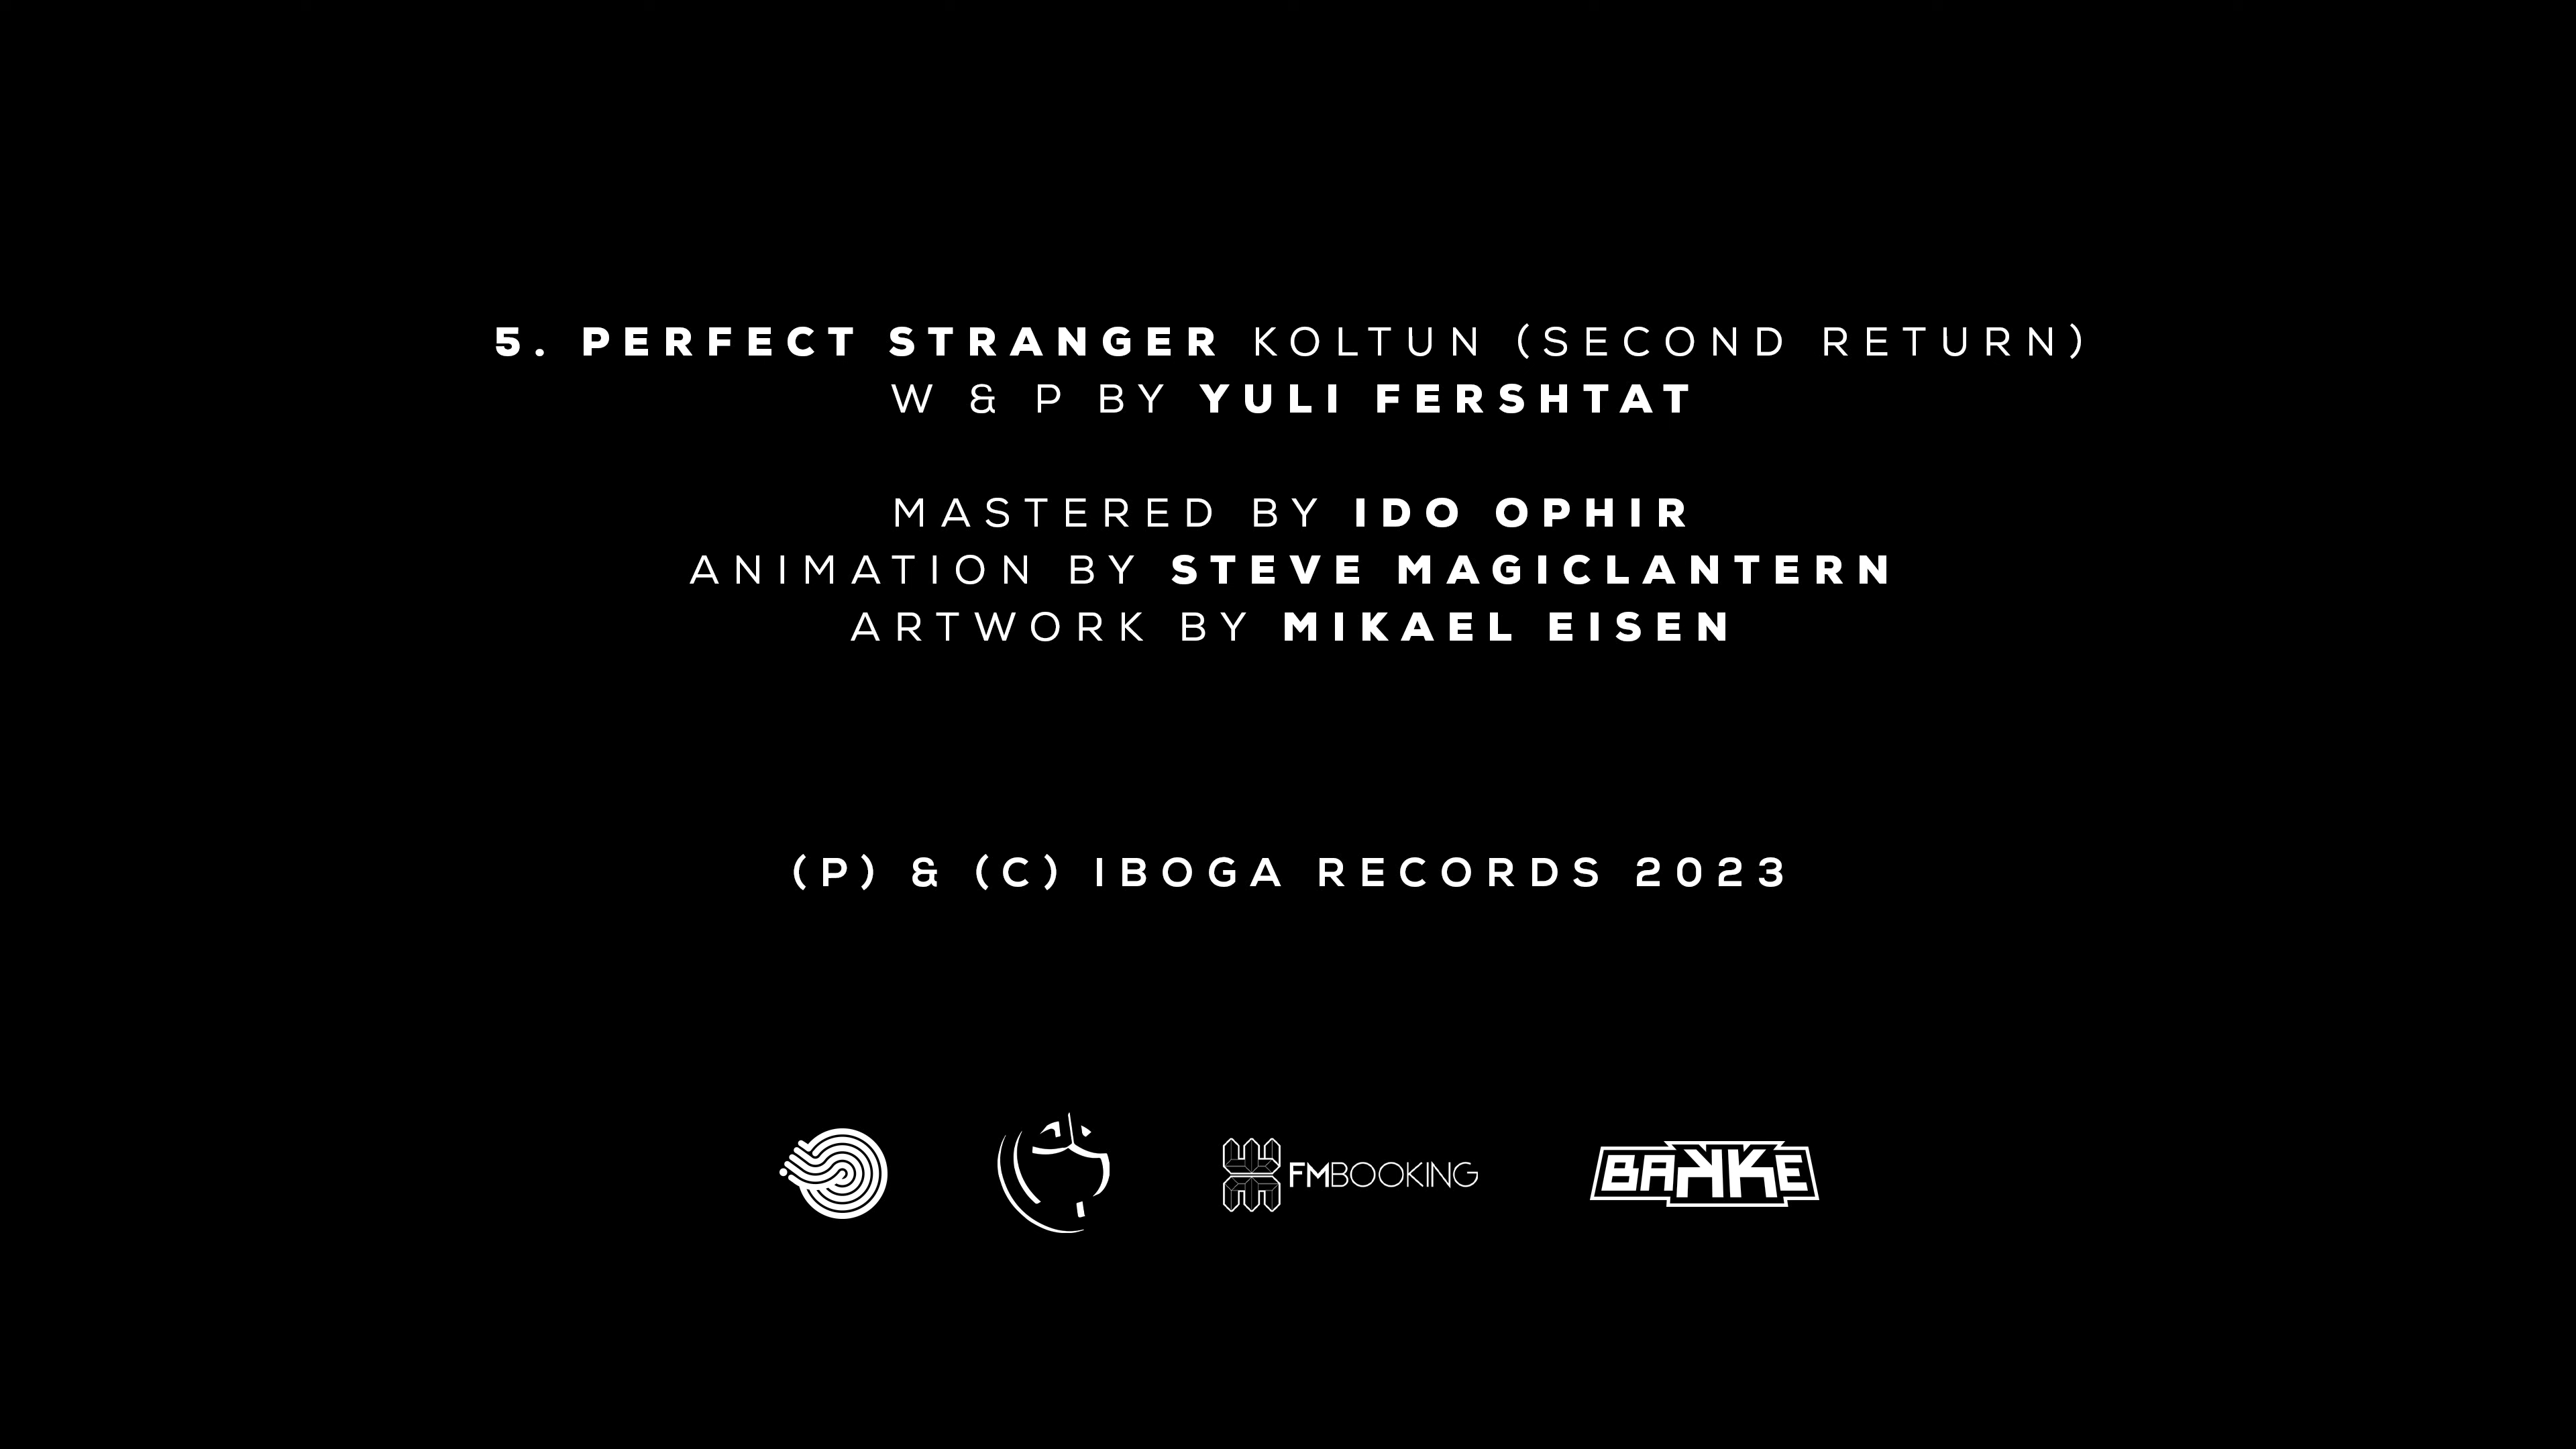 5. PERFECT STRANGER KOLTUN (SECOND RETURN)
W & P BY YULI FERSHTAT
MASTERED BY IDO OPHIR
ANIMATION BY STEVE MAGICLANTERN
ARTWORK BY MIKAEL EISEN
(P) & (C) IBOGA RECORDS 2023
FMBOOKING
BAKKE